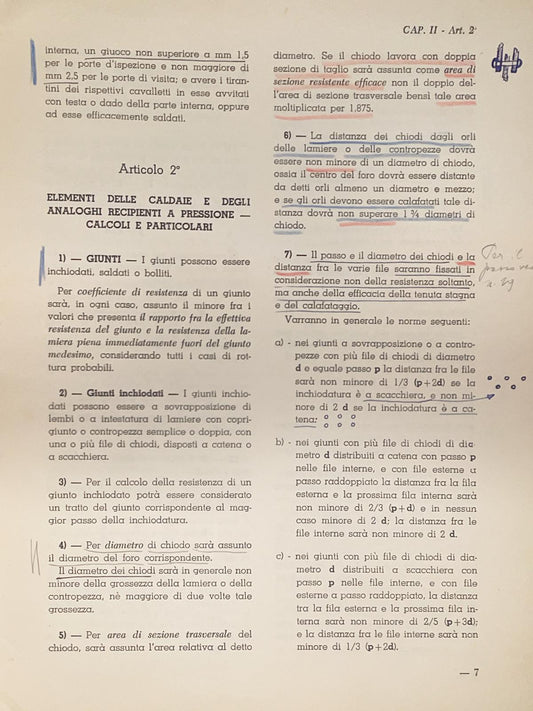 CAP. II - Art. 2°
interna, un giuoco non superiore a mm 1,5
per le porte d'ispezione e non maggiore di
mm 2,5 per le porte di visita; e avere i tiran-
tini dei rispettivi cavalletti in esse avvitati
con testa o dado della parte interna, oppure
ad esse efficacemente saldati.
Articolo 2°
ELEMENTI DELLE CALDAIE E DEGLI
ANALOGHI RECIPIENTI A PRESSIONE —
CALCOLI E PARTICOLARI
1) — GIUNTI — I giunti possono essere
inchiodati, saldati o bolliti.
Per coefficiente di resistenza di un giunto
sarà, in ogni caso, assunto il minore fra i
valori che presenta il rapporto fra la effettiva
resistenza del giunto e la resistenza della la-
miera piena immediatamente fuori del giunto
medesimo, considerando tutti i casi di rot-
tura probabili.
2) — Giunti inchiodati — I giunti inchio-
dati possono essere a sovrapposizione di
lembi o a intestatura di lamiere con copri-
giunto o contropezza semplice o doppia, con
una o più file di chiodi, disposti a catena o
a scacchiera.
3) — Per il calcolo della resistenza di un
giunto inchiodato potrà essere considerato
un tratto del giunto corrispondente al mag-
gior passo della inchiodatura.
4) — Per diametro di chiodo sarà assunto
il diametro del foro corrispondente.
Il diametro dei chiodi sarà in generale non
minore della grossezza della lamiera o della
contropezza, nè maggiore di due volte tale
grossezza.
5) — Per area di sezione trasversale del
chiodo, sarà assunta l'area relativa al detto
diametro. Se il chiodo lavora con doppia
sezione di taglio sarà assunta come area di
sezione resistente efficace non il doppio del-
l'area di sezione trasversale bensì tale area
moltiplicata per 1,875.
6) — La distanza dei chiodi dagli orli
delle lamiere o delle contropezze dovrà
essere non minore di un diametro di chiodo,
ossia il centro del foro dovrà essere distante
da detti orli almeno un diametro e mezzo;
e se gli orli devono essere calafatati tale di-
stanza dovrà non superare 1 ¾ diametri di
chiodo.
7) — Il passo e il diametro dei chiodi e la
distanza fra le varie file saranno fissati in
considerazione non della resistenza soltanto,
ma anche della efficacia della tenuta stagna
e del calafataggio.
Per il
passo
Varranno in generale le norme seguenti:
a) - nei giunti a sovrapposizione o a contro-
pezze con più file di chiodi di diametro
d e eguale passo p la distanza fra le file
sarà non minore di 1/3 (p+2d) se la
inchiodatura è a scacchiera, e non mi-
nore di 2 d se la inchiodatura è a ca-
tena;
b) - nei giunti con più file di chiodi di dia-
metro d distribuiti a catena con passo p
nelle file interne, e con file esterne a
passo raddoppiato la distanza fra la fila
esterna e la prossima fila interna sarà
non minore di 2/3 (p+d) e in nessun
caso minore di 2 d; la distanza fra le
file interne sarà non minore di 2 d.
c) - nei giunti con più file di chiodi di dia-
metro d distribuiti a scacchiera con
passo p nelle file interne, e con file
esterne a passo raddoppiato, la distanza
tra la fila esterna e la prossima fila in-
terna sarà non minore di 2/5 (p+3d);
e la distanza fra le file interne sarà non
minore di 1/3 (p+2d).
— 7